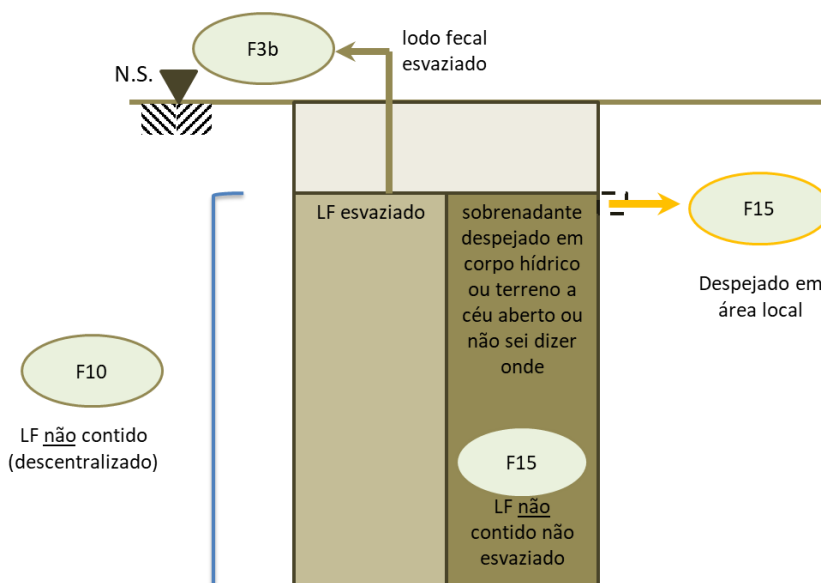 F3b
lodo fecal
esvaziado
N.S.
LF esvaziado
sobrenadante
despejado em
corpo hídrico
ou terreno a
céu aberto ou
não sei dizer
onde
F15
Despejado em
área local
F10
LF não contido
(descentralizado)
F15
LF não
contido não
esvaziado